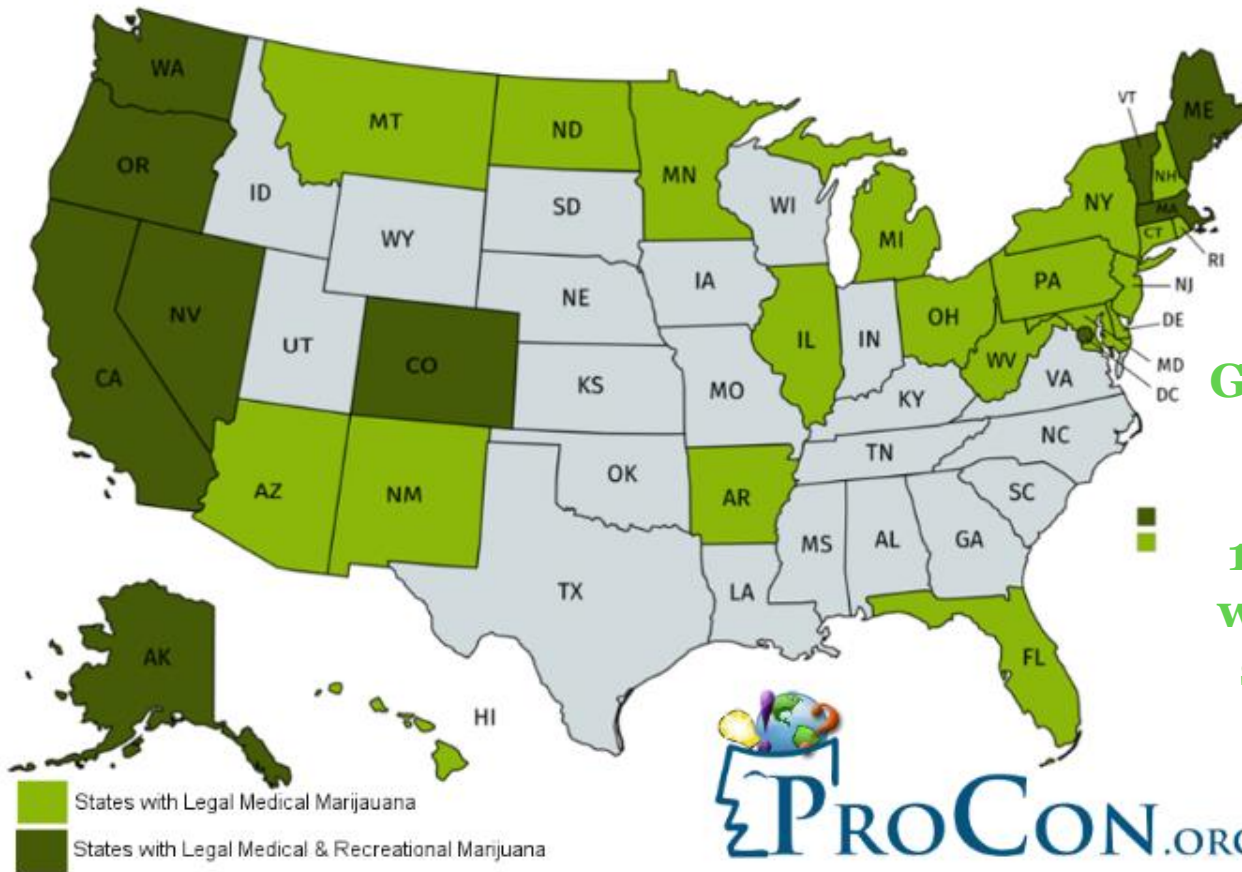 WA
MT
ND
MN
VT
ME
OR
ID
SD
WI
MI
NY
NH
MA
CT
RI
WY
IA
PA
NJ
NE
OH
DE
NV
UT
CO
IL
IN
WV
MD
CA
KS
MO
KY
VA
DC
G
NC
TN
AZ
NM
OK
AR
SC
MS
AL
GA
1
TX
LA
w
AK
FL
HI
States with Legal Medical Marijauana
States with Legal Medical & Recreational Marijuana
PROCON.ORG